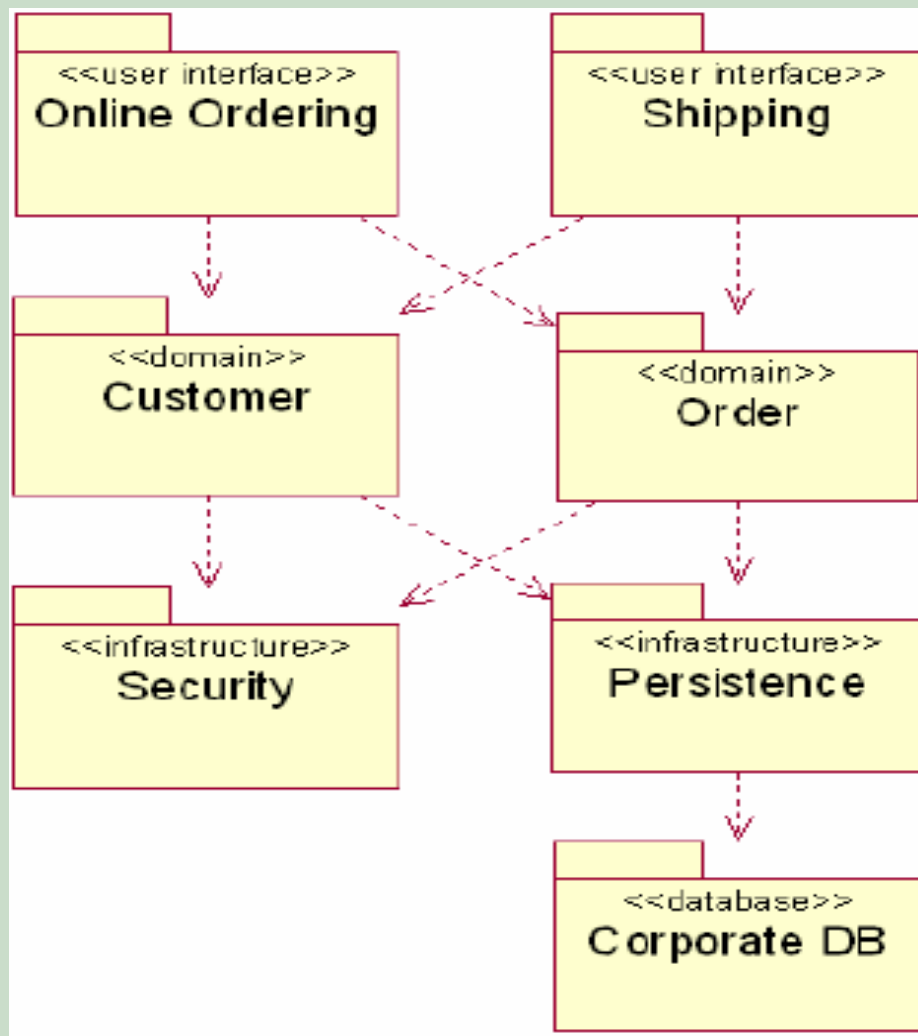 <<user interface>>
Online Ordering
<<user interface>>
Shipping
<<domain>>
Customer
<<domain>>
Order
<<infrastructure>>
Security
<<infrastructure>>
Persistence
<<database>>
Corporate DB